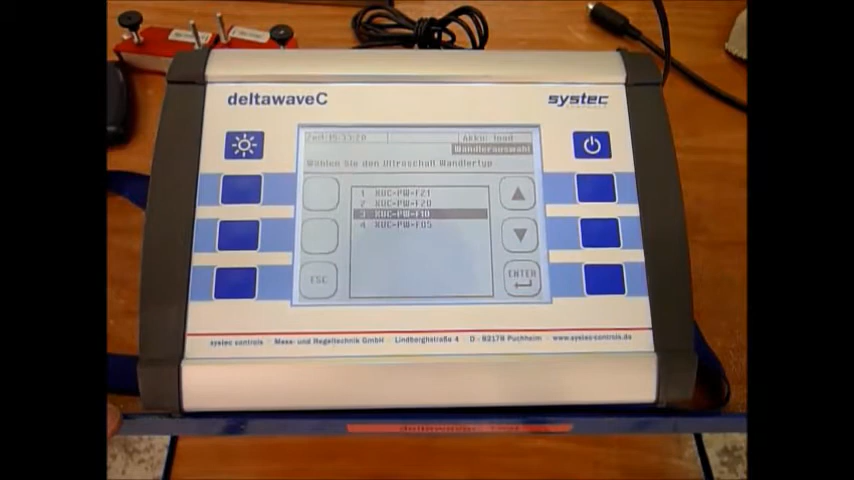 deltawaveC
systec
CONTROLS
Zeit:15:33:20
Akku: load
Wandlerauswahl
Wählen Sie den Ultraschall Wandlertyp
1 XUC-PW-F21
2 XUC-PW-F20
3 XUC-PW-F10
4 XUC-PW-F05
ESC
ENTER
systec controls · Mess- und Regeltechnik GmbH · Lindberghstraße 4 · D - 82178 Puchheim · www.systec-controls.de